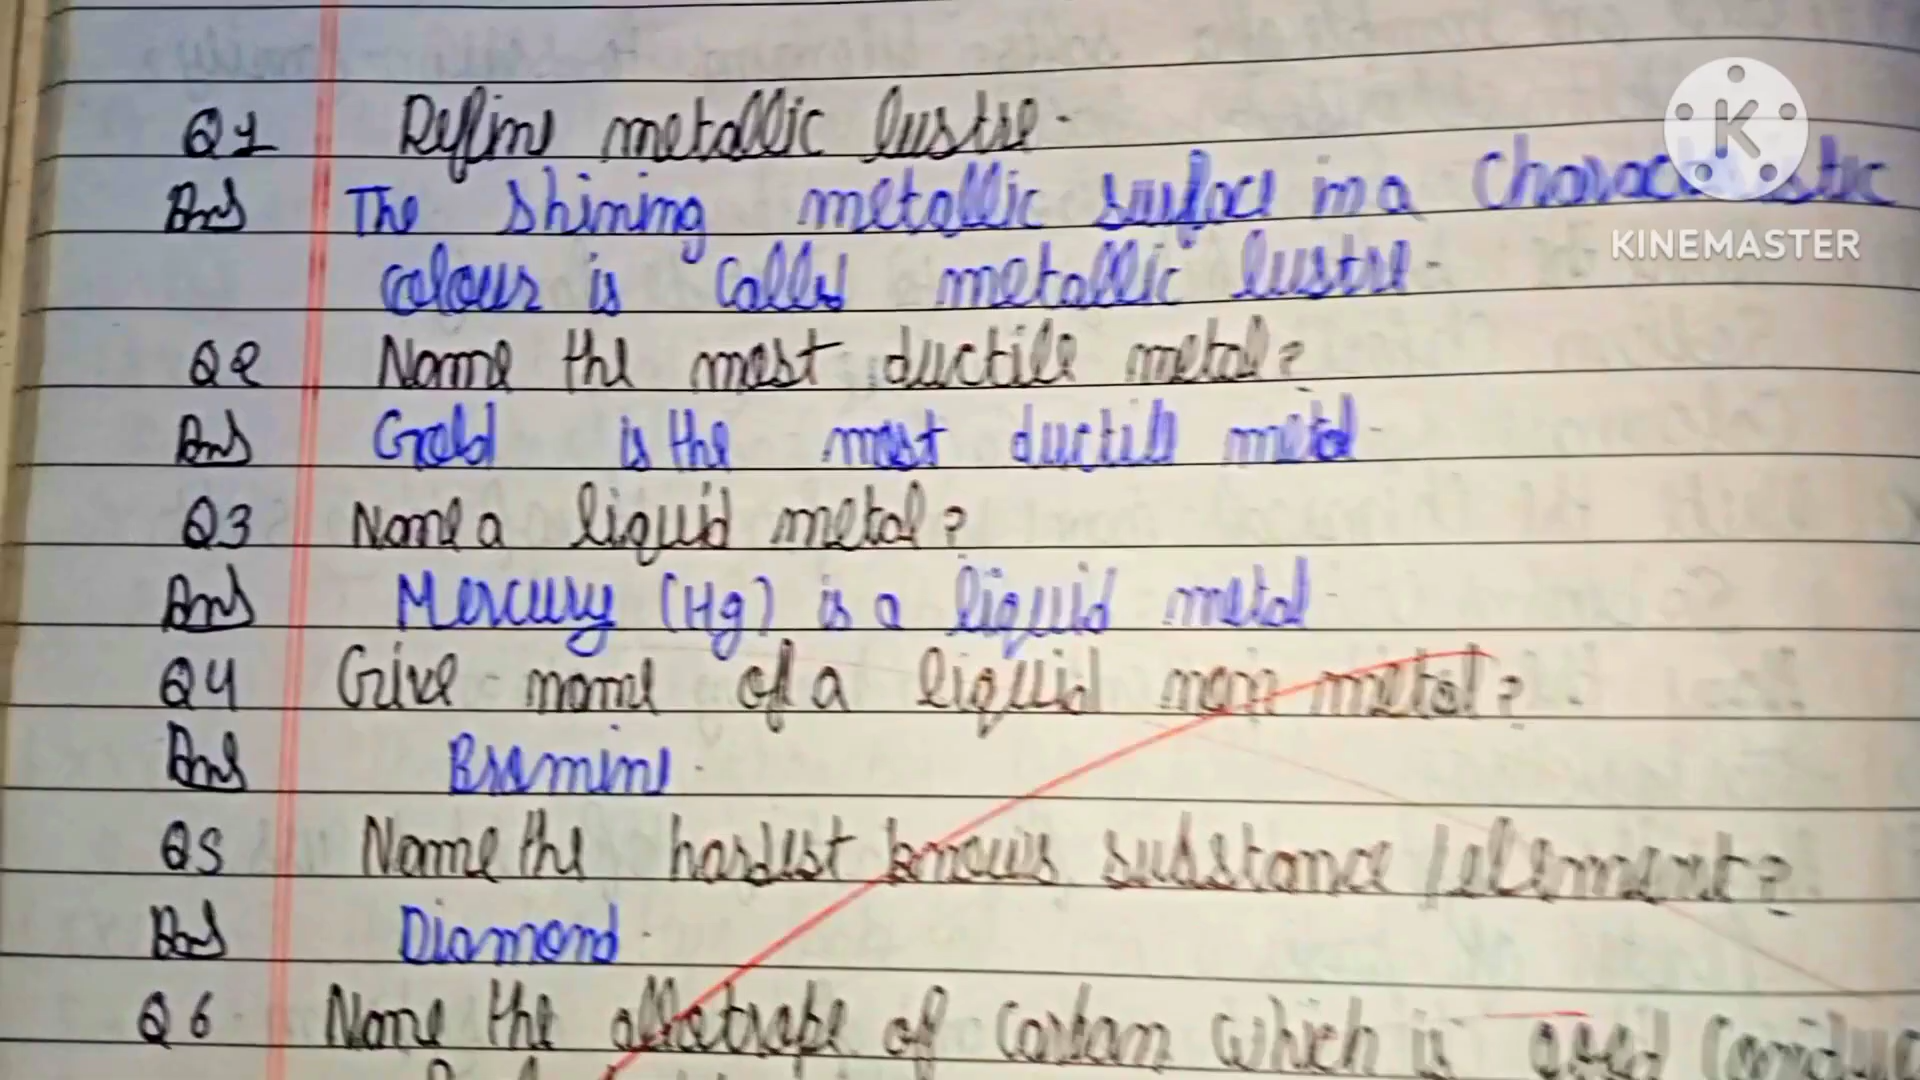 Q1 Define metallic lustre.
KINEMASTER
Ans The shining metallic surface in a characteristic
colour is called metallic lustre.
Q2 Name the most ductile metal?
Ans Gold is the most ductile metal.
Q3 Name a liquid metal?
Ans Mercury (Hg) is a liquid metal.
Q4 Give name of a liquid non metal?
Ans Bromine.
Q5 Name the hardest known substance / element?
Ans Diamond.
Q6 Name the allotrope of carbon which is good conduc